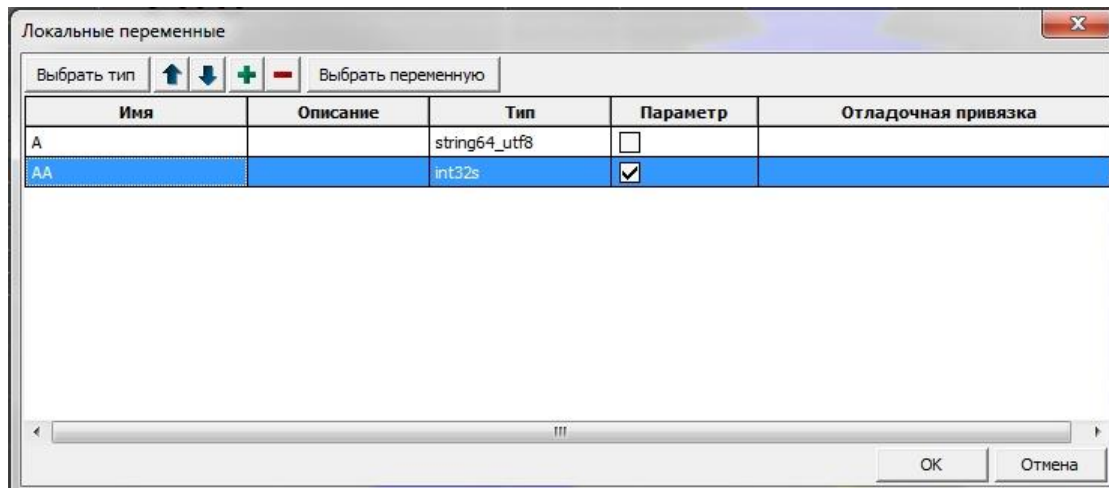 Локальные переменные
Выбрать тип Выбрать переменную
Имя Описание Тип Параметр Отладочная привязка
A string64_utf8
AA int32s
OK Отмена